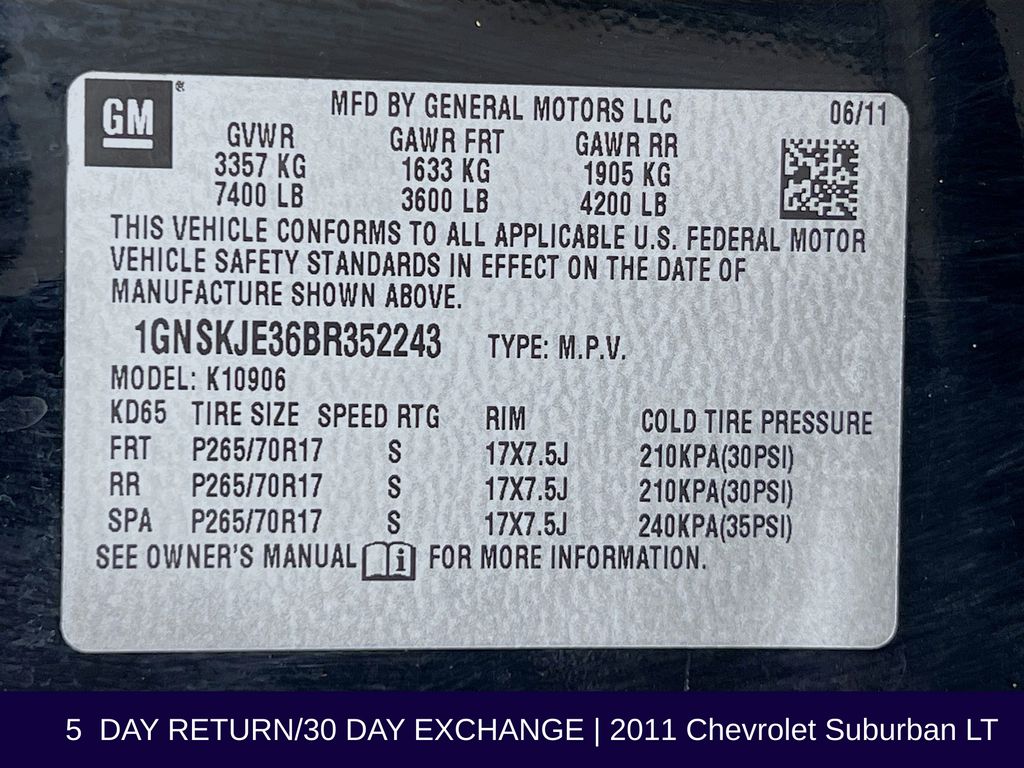 GM
MFD BY GENERAL MOTORS LLC 06/11
GVWR GAWR FRT GAWR RR
3357 KG 1633 KG 1905 KG
7400 LB 3600 LB 4200 LB
THIS VEHICLE CONFORMS TO ALL APPLICABLE U.S. FEDERAL MOTOR
VEHICLE SAFETY STANDARDS IN EFFECT ON THE DATE OF
MANUFACTURE SHOWN ABOVE.
1GNSKJE36BR352243 TYPE: M.P.V.
MODEL: K10906
KD65 TIRE SIZE SPEED RTG RIM COLD TIRE PRESSURE
FRT P265/70R17 S 17X7.5J 210KPA(30PSI)
RR P265/70R17 S 17X7.5J 210KPA(30PSI)
SPA P265/70R17 S 17X7.5J 240KPA(35PSI)
SEE OWNER'S MANUAL i FOR MORE INFORMATION.
5 DAY RETURN/30 DAY EXCHANGE | 2011 Chevrolet Suburban LT